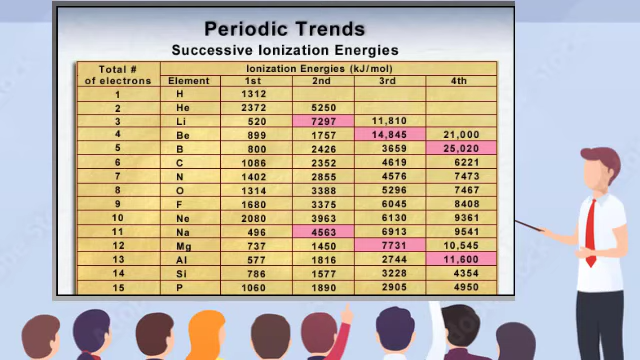 Periodic Trends
Successive Ionization Energies
Total # Ionization Energies (kJ/mol)
of electrons Element 1st 2nd 3rd 4th
1 H 1312
2 He 2372 5250
3 Li 520 7297 11,810
4 Be 899 1757 14,845 21,000
5 B 800 2426 3659 25,020
6 C 1086 2352 4619 6221
7 N 1402 2855 4576 7473
8 O 1314 3388 5296 7467
9 F 1680 3375 6045 8408
10 Ne 2080 3963 6130 9361
11 Na 496 4563 6913 9541
12 Mg 737 1450 7731 10,545
13 Al 577 1816 2744 11,600
14 Si 786 1577 3228 4354
15 P 1060 1890 2905 4950